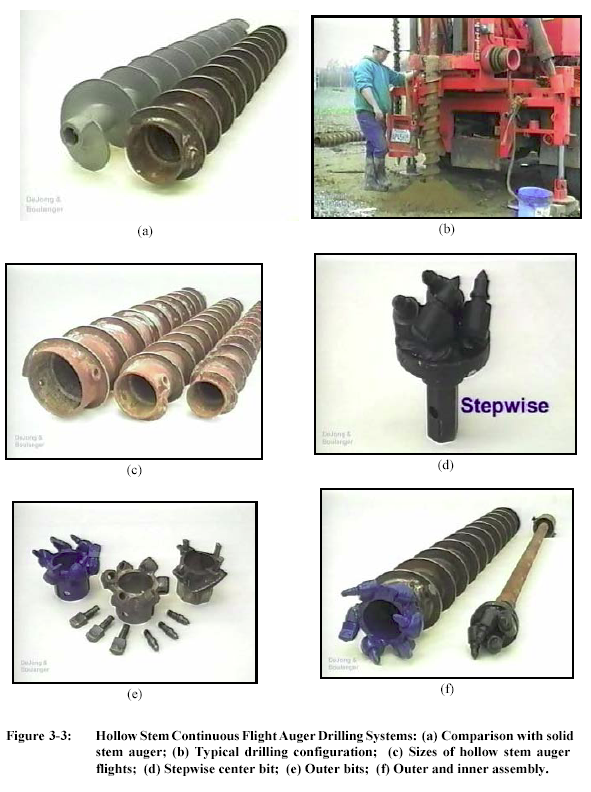 DeJong &
Boulanger
(a)
(b)
DeJong &
Boulanger
(c)
Stepwise
DeJong &
Boulanger
(d)
DeJong &
Boulanger
(e)
DeJong &
Boulanger
(f)
Figure 3-3: Hollow Stem Continuous Flight Auger Drilling Systems: (a) Comparison with solid
stem auger; (b) Typical drilling configuration; (c) Sizes of hollow stem auger
flights; (d) Stepwise center bit; (e) Outer bits; (f) Outer and inner assembly.